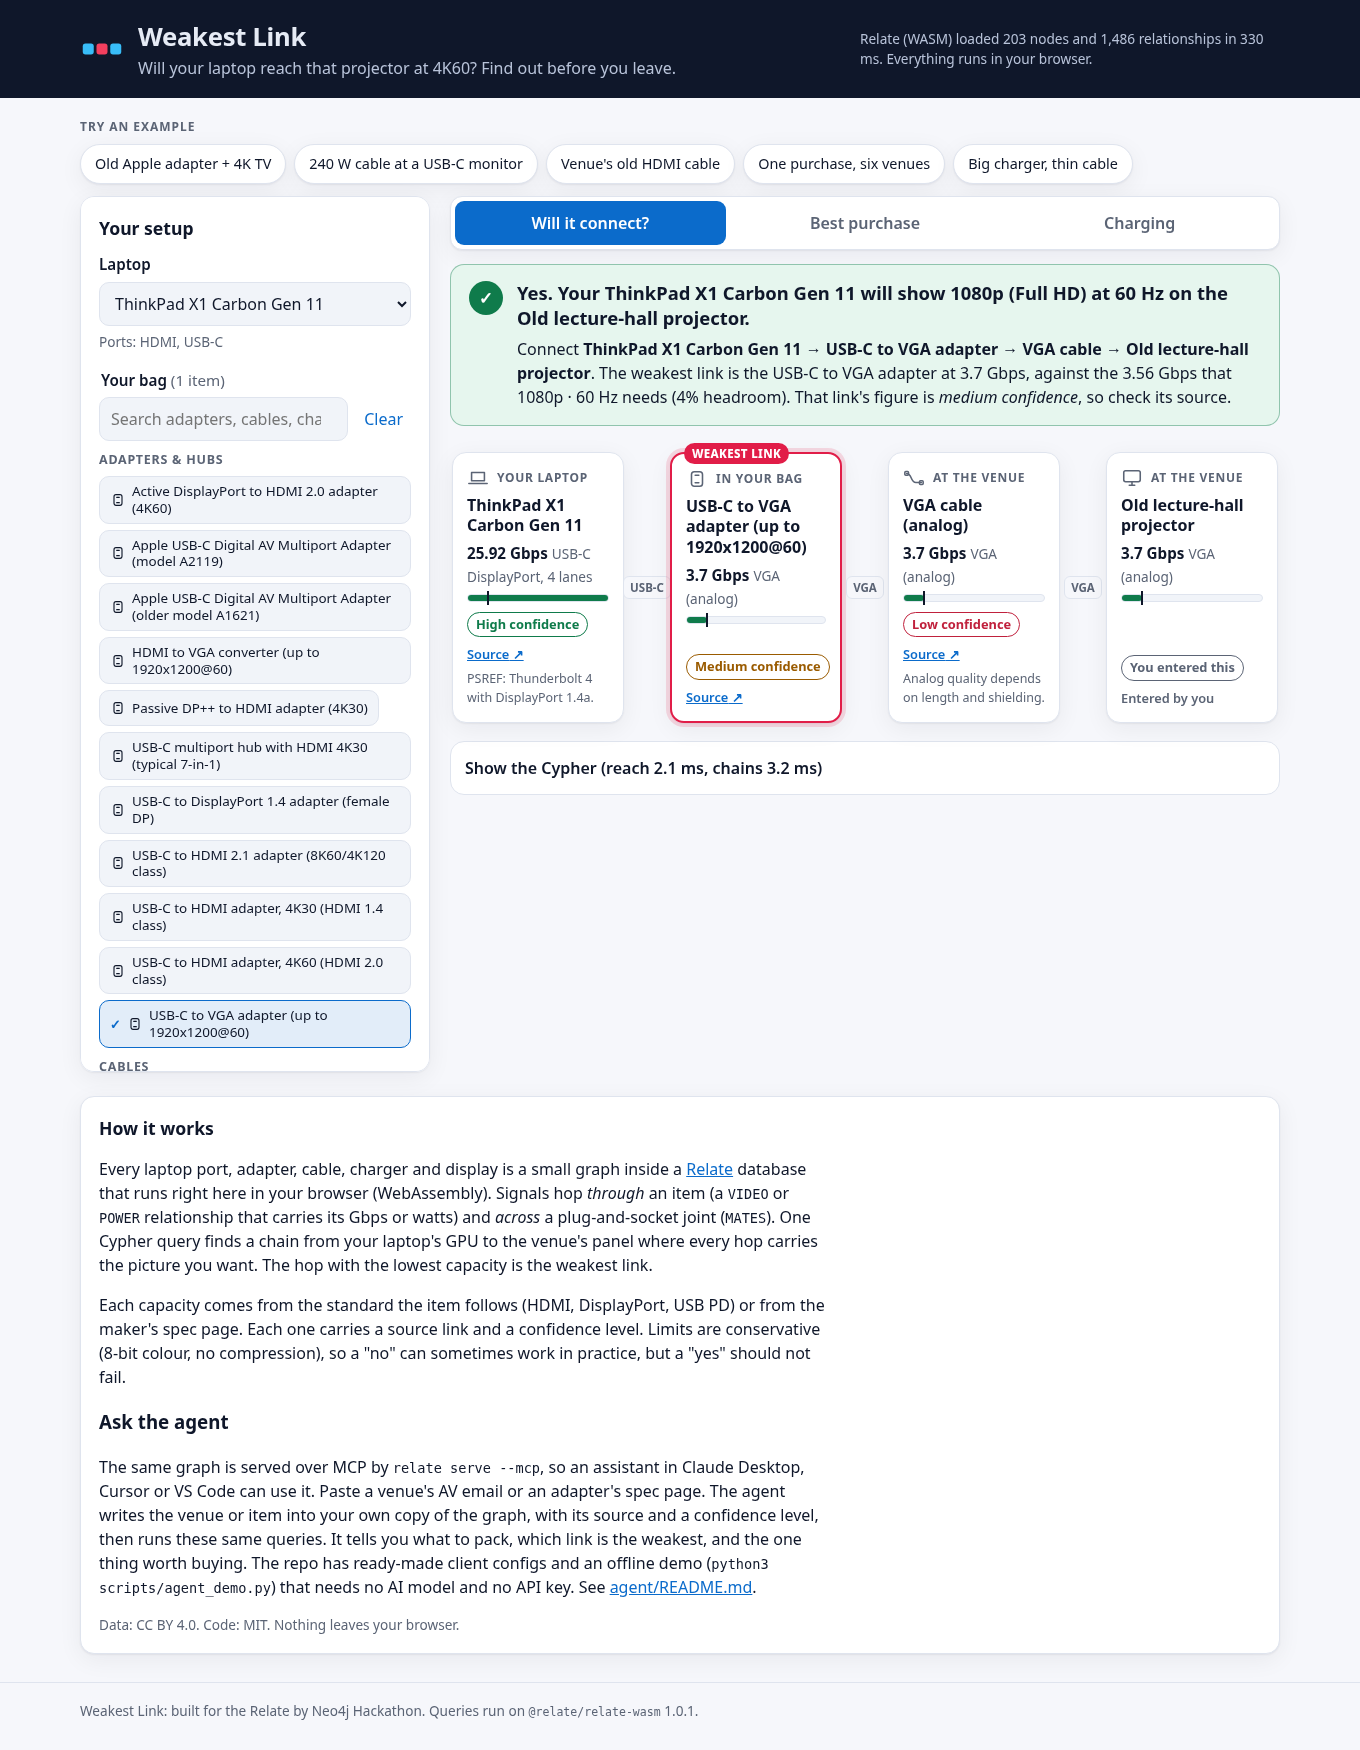 Weakest Link
Will your laptop reach that projector at 4K60? Find out before you leave.
Relate (WASM) loaded 203 nodes and 1,486 relationships in 330
ms. Everything runs in your browser.
TRY AN EXAMPLE
Old Apple adapter + 4K TV
240 W cable at a USB-C monitor
Venue's old HDMI cable
One purchase, six venues
Big charger, thin cable
Your setup
Laptop
ThinkPad X1 Carbon Gen 11
Ports: HDMI, USB-C
Your bag (1 item)
Search adapters, cables, cha
Clear
ADAPTERS & HUBS
Active DisplayPort to HDMI 2.0 adapter
(4K60)
Apple USB-C Digital AV Multiport Adapter
(model A2119)
Apple USB-C Digital AV Multiport Adapter
(older model A1621)
HDMI to VGA converter (up to
1920x1200@60)
Passive DP++ to HDMI adapter (4K30)
USB-C multiport hub with HDMI 4K30
(typical 7-in-1)
USB-C to DisplayPort 1.4 adapter (female
DP)
USB-C to HDMI 2.1 adapter (8K60/4K120
class)
USB-C to HDMI adapter, 4K30 (HDMI 1.4
class)
USB-C to HDMI adapter, 4K60 (HDMI 2.0
class)
✓ USB-C to VGA adapter (up to
1920x1200@60)
CABLES
Will it connect?
Best purchase
Charging
✓ Yes. Your ThinkPad X1 Carbon Gen 11 will show 1080p (Full HD) at 60 Hz on the
Old lecture-hall projector.
Connect ThinkPad X1 Carbon Gen 11 → USB-C to VGA adapter → VGA cable → Old lecture-hall
projector. The weakest link is the USB-C to VGA adapter at 3.7 Gbps, against the 3.56 Gbps that
1080p · 60 Hz needs (4% headroom). That link's figure is medium confidence, so check its source.
YOUR LAPTOP
ThinkPad X1
Carbon Gen 11
25.92 Gbps USB-C
DisplayPort, 4 lanes
High confidence
Source ↗
PSREF: Thunderbolt 4
with DisplayPort 1.4a.
USB-C
WEAKEST LINK
IN YOUR BAG
USB-C to VGA
adapter (up to
1920x1200@60)
3.7 Gbps VGA
(analog)
Medium confidence
Source ↗
VGA
AT THE VENUE
VGA cable
(analog)
3.7 Gbps VGA
(analog)
Low confidence
Source ↗
Analog quality depends
on length and shielding.
VGA
AT THE VENUE
Old lecture-hall
projector
3.7 Gbps VGA
(analog)
You entered this
Entered by you
Show the Cypher (reach 2.1 ms, chains 3.2 ms)
How it works
Every laptop port, adapter, cable, charger and display is a small graph inside a Relate database
that runs right here in your browser (WebAssembly). Signals hop through an item (a VIDEO or
POWER relationship that carries its Gbps or watts) and across a plug-and-socket joint (MATES). One
Cypher query finds a chain from your laptop's GPU to the venue's panel where every hop carries
the picture you want. The hop with the lowest capacity is the weakest link.
Each capacity comes from the standard the item follows (HDMI, DisplayPort, USB PD) or from the
maker's spec page. Each one carries a source link and a confidence level. Limits are conservative
(8-bit colour, no compression), so a "no" can sometimes work in practice, but a "yes" should not
fail.
Ask the agent
The same graph is served over MCP by relate serve --mcp, so an assistant in Claude Desktop,
Cursor or VS Code can use it. Paste a venue's AV email or an adapter's spec page. The agent
writes the venue or item into your own copy of the graph, with its source and a confidence level,
then runs these same queries. It tells you what to pack, which link is the weakest, and the one
thing worth buying. The repo has ready-made client configs and an offline demo (python3
scripts/agent_demo.py) that needs no AI model and no API key. See agent/README.md.
Data: CC BY 4.0. Code: MIT. Nothing leaves your browser.
Weakest Link: built for the Relate by Neo4j Hackathon. Queries run on @relate/relate-wasm 1.0.1.